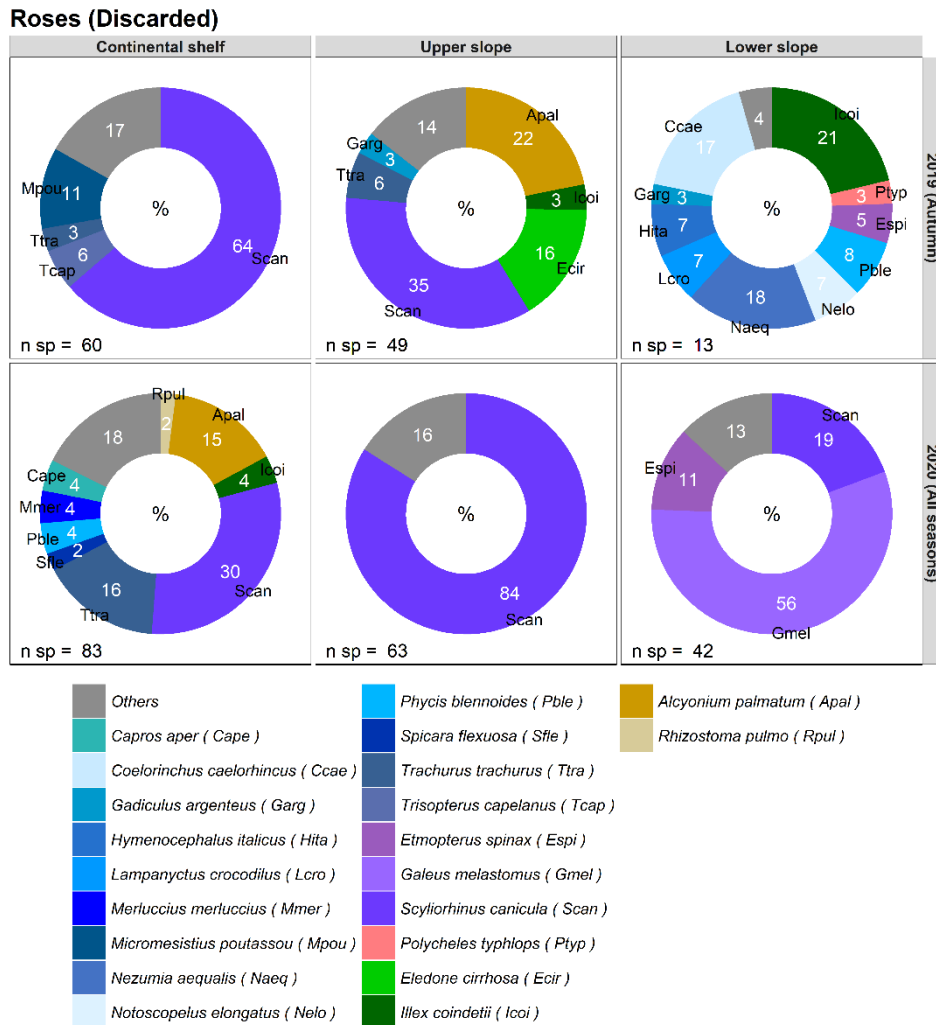 Roses (Discarded)
Continental shelf
Upper slope
Lower slope
17
Mpou
11
Ttra
3
Tcap
6
64
Scan
%
n sp = 60
14
Apal
22
Garg
3
Ttra
6
3
Icoi
16
Ecir
35
Scan
%
n sp = 49
4
Icoi
21
Ccae
17
Garg
3
Ptyp
3
Hita
7
5
Espi
Lcro
7
8
Pble
7
Nelo
18
Naeq
%
n sp = 13
2019 (Autumn)
Rpul
2
Apal
15
18
Icoi
4
Cape
4
Mmer
4
Pble
4
Sfle
2
Ttra
16
30
Scan
%
n sp = 83
16
84
Scan
%
n sp = 63
13
Scan
19
Espi
11
56
Gmel
%
n sp = 42
2020 (All seasons)
Others
Capros aper ( Cape )
Coelorinchus caelorhincus ( Ccae )
Gadiculus argenteus ( Garg )
Hymenocephalus italicus ( Hita )
Lampanyctus crocodilus ( Lcro )
Merluccius merluccius ( Mmer )
Micromesistius poutassou ( Mpou )
Nezumia aequalis ( Naeq )
Notoscopelus elongatus ( Nelo )
Phycis blennoides ( Pble )
Spicara flexuosa ( Sfle )
Trachurus trachurus ( Ttra )
Trisopterus capelanus ( Tcap )
Etmopterus spinax ( Espi )
Galeus melastomus ( Gmel )
Scyliorhinus canicula ( Scan )
Polycheles typhlops ( Ptyp )
Eledone cirrhosa ( Ecir )
Illex coindetii ( Icoi )
Alcyonium palmatum ( Apal )
Rhizostoma pulmo ( Rpul )